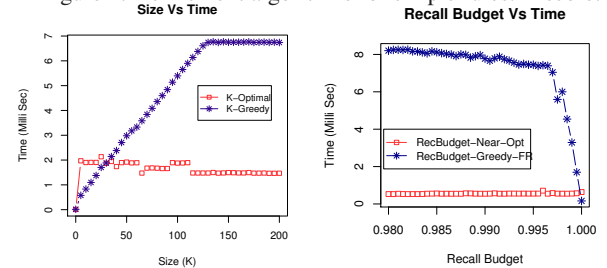 Size Vs Time
Time (Milli Sec)
7
6
5
4
3
2
1
0
K−Optimal
K−Greedy
0 50 100 150 200
Size (K)
Recall Budget Vs Time
Time (Milli Sec)
8
6
4
2
0
RecBudget−Near−Opt
RecBudget−Greedy−FR
0.980 0.985 0.990 0.995 1.000
Recall Budget